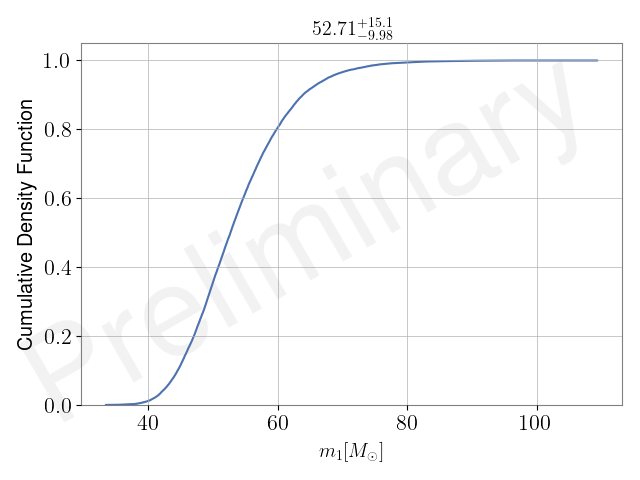 $52.71^{+15.1}_{-9.98}$
1.0
0.8
0.6
0.4
0.2
0.0
Cumulative Density Function
Preliminary
40 60 80 100
$m_1[M_\odot]$